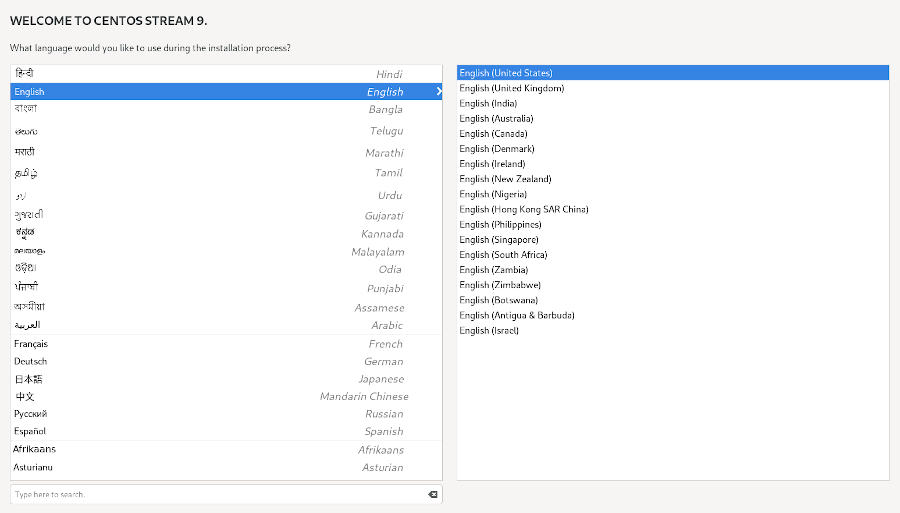 WELCOME TO CENTOS STREAM 9.
What language would you like to use during the installation process?
हिन्दी Hindi
English English
বাংলা Bangla
తెలుగు Telugu
मराठी Marathi
தமிழ் Tamil
اردو Urdu
ગુજરાતી Gujarati
ಕನ್ನಡ Kannada
മലയാളം Malayalam
ଓଡ଼ିଆ Odia
ਪੰਜਾਬੀ Punjabi
অসমীয়া Assamese
العربية Arabic
Français French
Deutsch German
日本語 Japanese
中文 Mandarin Chinese
Русский Russian
Español Spanish
Afrikaans Afrikaans
Asturianu Asturian
Type here to search.
English (United States)
English (United Kingdom)
English (India)
English (Australia)
English (Canada)
English (Denmark)
English (Ireland)
English (New Zealand)
English (Nigeria)
English (Hong Kong SAR China)
English (Philippines)
English (Singapore)
English (South Africa)
English (Zambia)
English (Zimbabwe)
English (Botswana)
English (Antigua & Barbuda)
English (Israel)